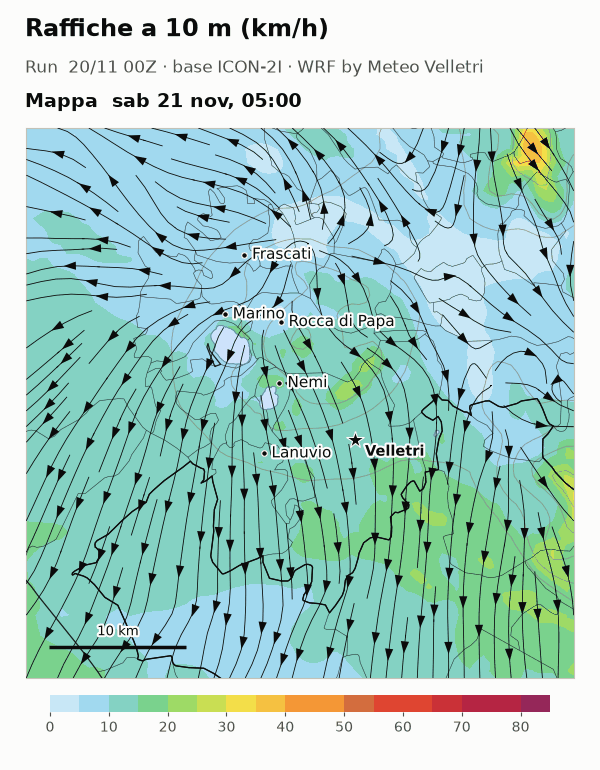 Raffiche a 10 m (km/h)
Run  20/11 00Z · base ICON-2I · WRF by Meteo Velletri
Mappa  sab 21 nov, 05:00
Frascati
Marino
Rocca di Papa
Nemi
Velletri
Lanuvio
10 km
0 10 20 30 40 50 60 70 80